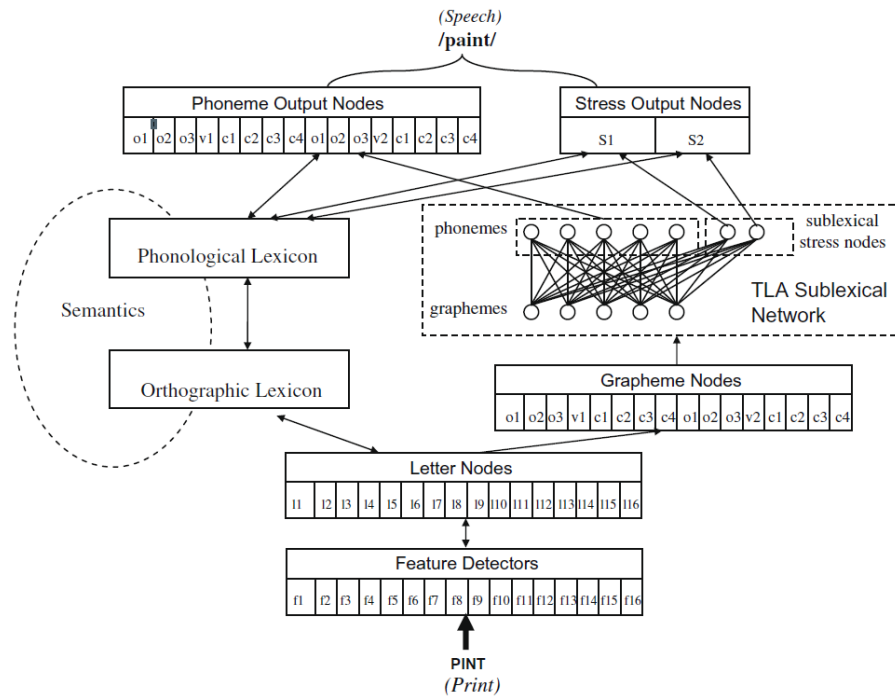 (Speech)
/paint/
Phoneme Output Nodes
o1 o2 o3 v1 c1 c2 c3 c4 o1 o2 o3 v2 c1 c2 c3 c4
Stress Output Nodes
S1 S2
phonemes
sublexical
stress nodes
Phonological Lexicon
Semantics
graphemes
TLA Sublexical
Network
Orthographic Lexicon
Grapheme Nodes
o1 o2 o3 v1 c1 c2 c3 c4 o1 o2 o3 v2 c1 c2 c3 c4
Letter Nodes
l1 l2 l3 l4 l5 l6 l7 l8 l9 l10 l11 l12 l13 l14 l15 l16
Feature Detectors
f1 f2 f3 f4 f5 f6 f7 f8 f9 f10 f11 f12 f13 f14 f15 f16
PINT
(Print)